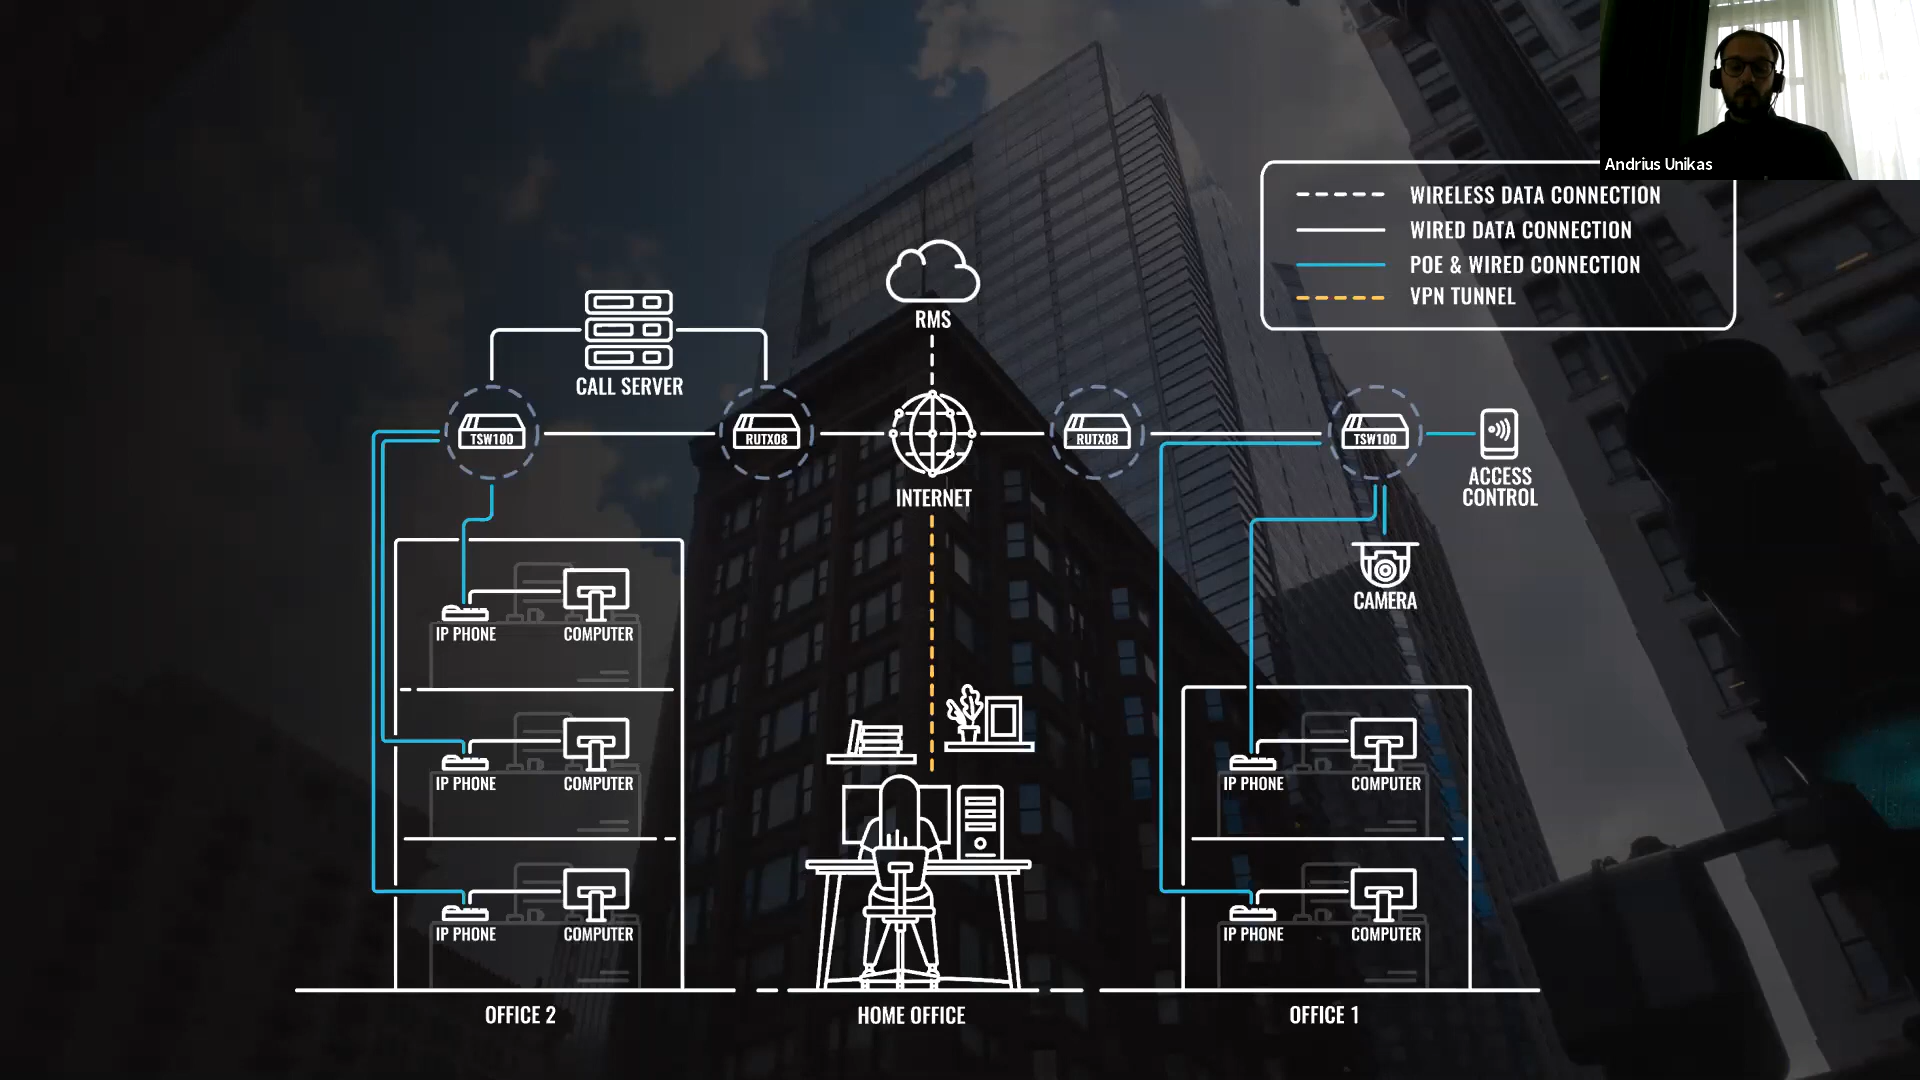 Andrius Unikas
WIRELESS DATA CONNECTION
WIRED DATA CONNECTION
POE & WIRED CONNECTION
VPN TUNNEL
RMS
CALL SERVER
TSW100
RUTX08
RUTX08
TSW100
INTERNET
ACCESS
CONTROL
CAMERA
IP PHONE
COMPUTER
IP PHONE
COMPUTER
IP PHONE
COMPUTER
IP PHONE
COMPUTER
IP PHONE
COMPUTER
OFFICE 2
HOME OFFICE
OFFICE 1